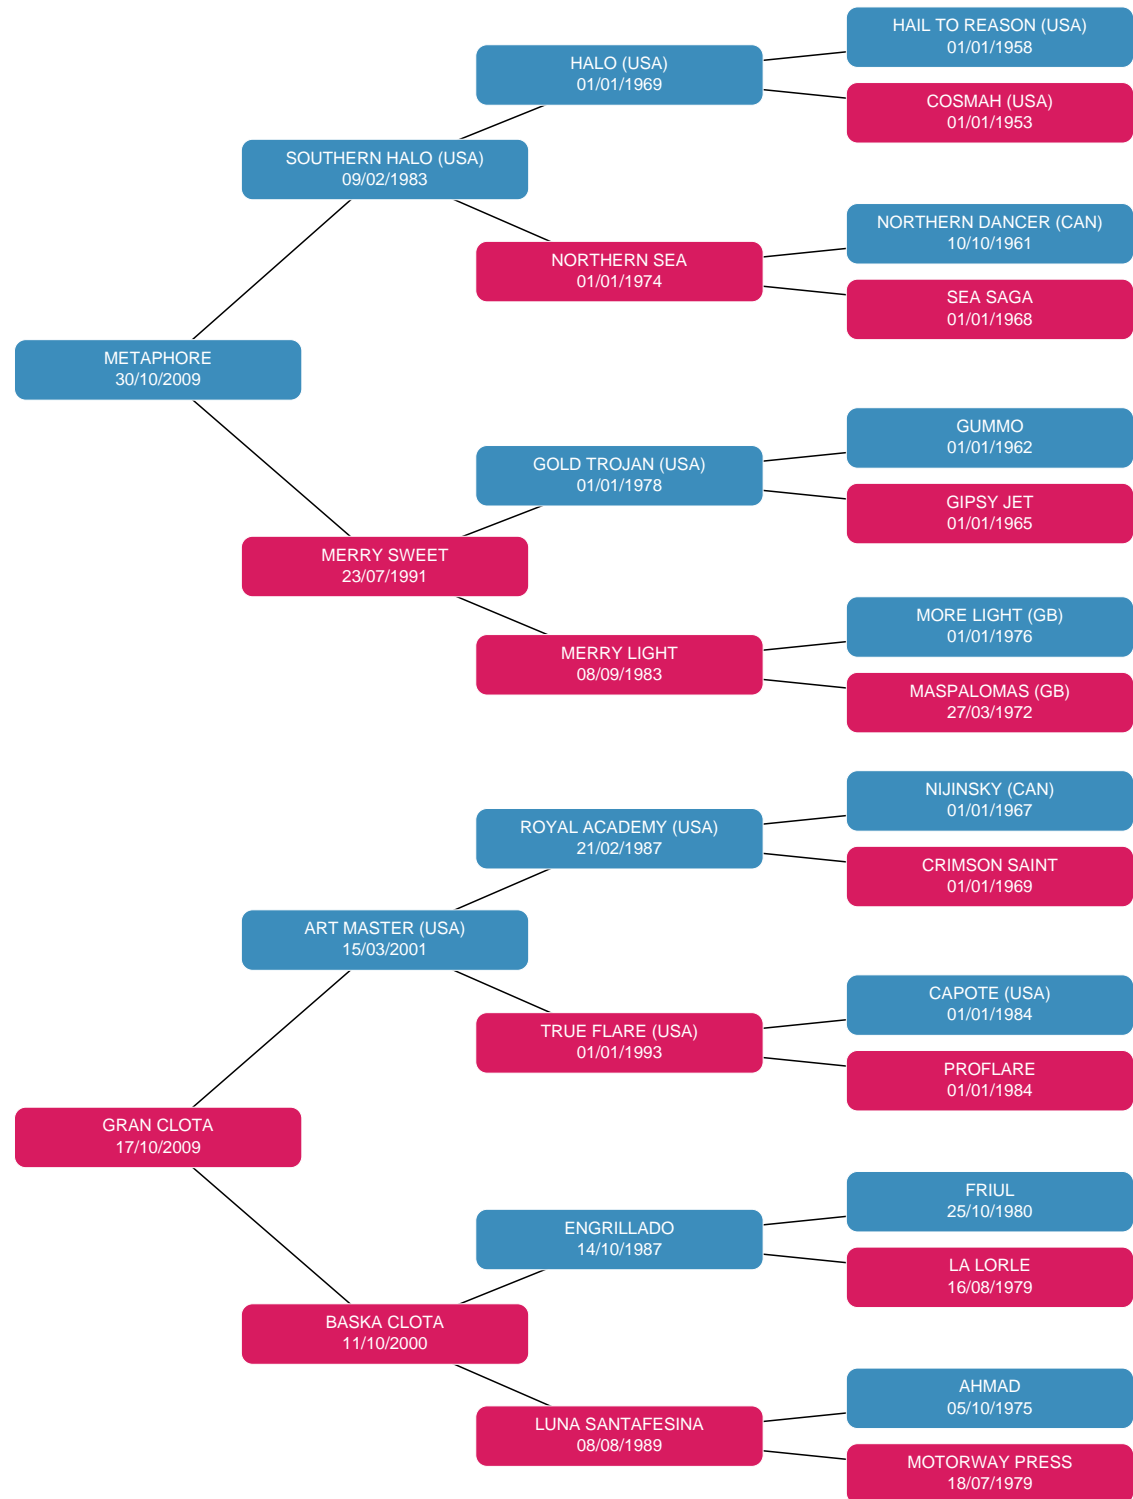 HAIL TO REASON (USA)
01/01/1958
HALO (USA)
01/01/1969
COSMAH (USA)
01/01/1953
SOUTHERN HALO (USA)
09/02/1983
NORTHERN DANCER (CAN)
10/10/1961
NORTHERN SEA
01/01/1974
SEA SAGA
01/01/1968
METAPHORE
30/10/2009
GUMMO
01/01/1962
GOLD TROJAN (USA)
01/01/1978
GIPSY JET
01/01/1965
MERRY SWEET
23/07/1991
MORE LIGHT (GB)
01/01/1976
MERRY LIGHT
08/09/1983
MASPALOMAS (GB)
27/03/1972
NIJINSKY (CAN)
01/01/1967
ROYAL ACADEMY (USA)
21/02/1987
CRIMSON SAINT
01/01/1969
ART MASTER (USA)
15/03/2001
CAPOTE (USA)
01/01/1984
TRUE FLARE (USA)
01/01/1993
PROFLARE
01/01/1984
GRAN CLOTA
17/10/2009
FRIUL
25/10/1980
ENGRILLADO
14/10/1987
LA LORLE
16/08/1979
BASKA CLOTA
11/10/2000
AHMAD
05/10/1975
LUNA SANTAFESINA
08/08/1989
MOTORWAY PRESS
18/07/1979